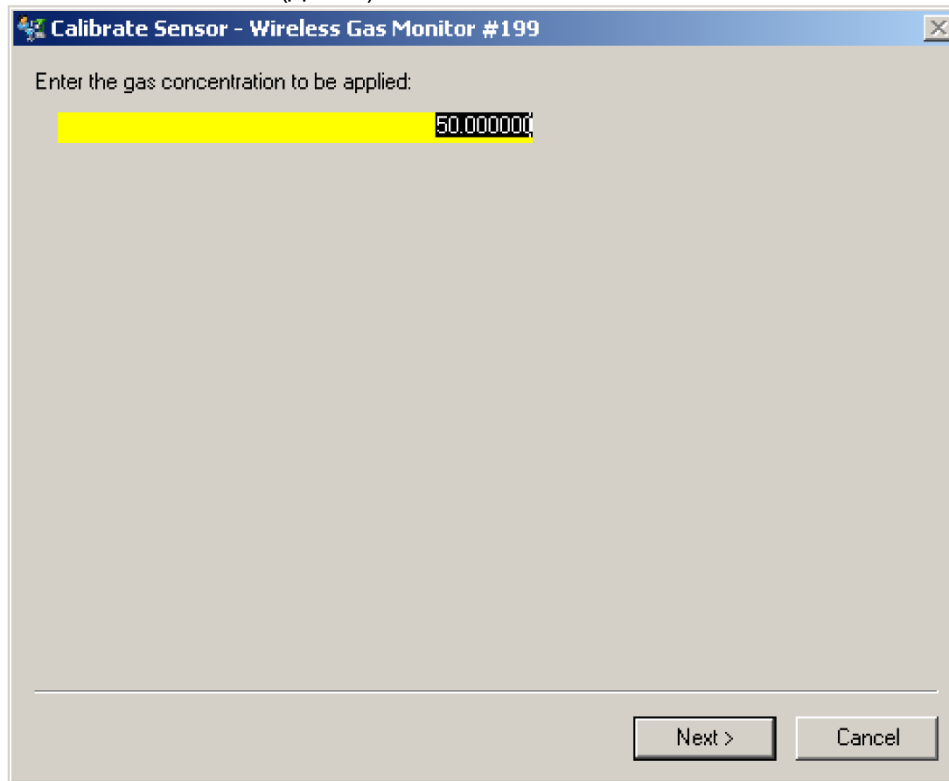 Calibrate Sensor - Wireless Gas Monitor #199
Enter the gas concentration to be applied:
50.000000
Next >
Cancel